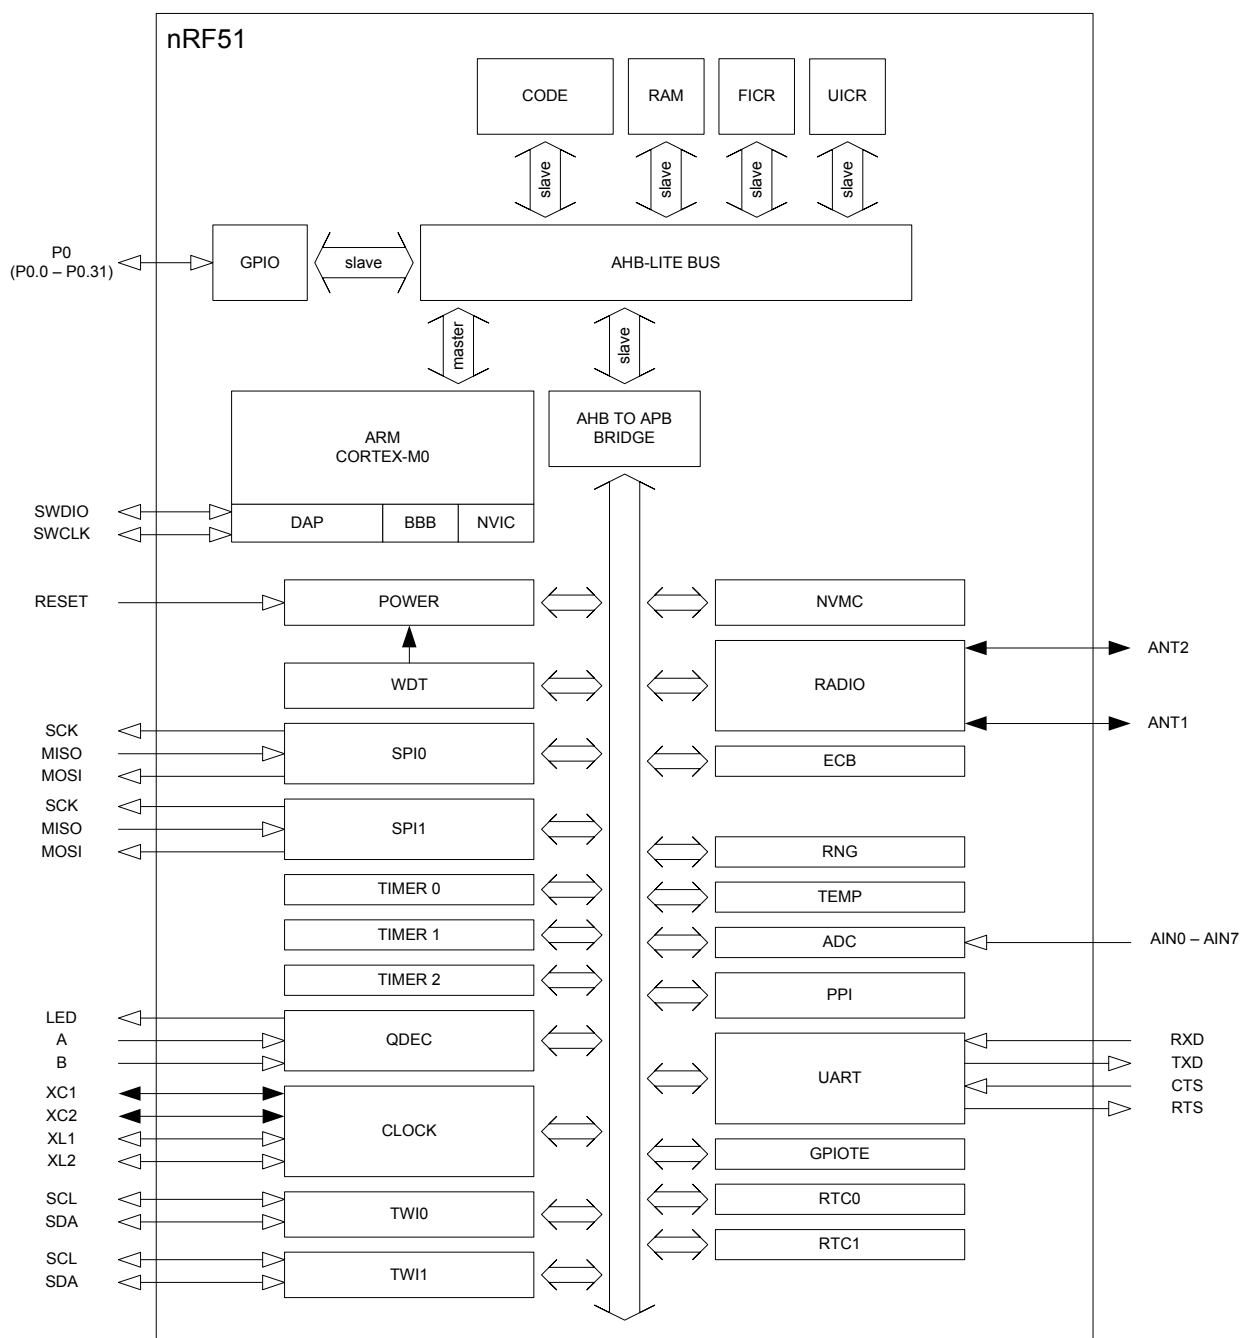 nRF51
CODE
RAM
FICR
UICR
slave
slave
slave
slave
P0
(P0.0 – P0.31)
GPIO
slave
AHB-LITE BUS
master
slave
ARM
CORTEX-M0
AHB TO APB
BRIDGE
SWDIO
SWCLK
DAP
BBB
NVIC
RESET
POWER
NVMC
WDT
RADIO
ANT2
ANT1
SCK
MISO
MOSI
SPI0
ECB
SCK
MISO
MOSI
SPI1
RNG
TIMER 0
TEMP
TIMER 1
ADC
AIN0 – AIN7
TIMER 2
PPI
LED
A
B
QDEC
UART
RXD
TXD
CTS
RTS
XC1
XC2
XL1
XL2
CLOCK
GPIOTE
SCL
SDA
TWI0
RTC0
RTC1
SCL
SDA
TWI1